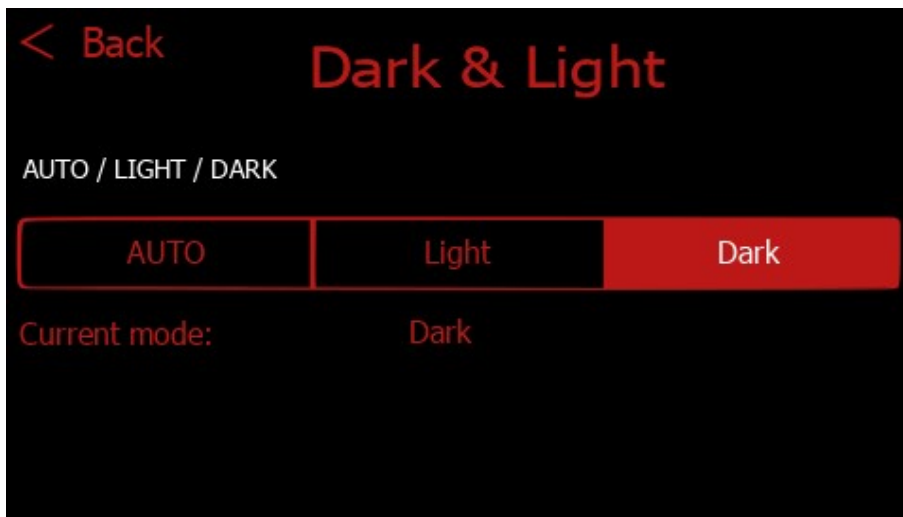 < Back
Dark & Light
AUTO / LIGHT / DARK
AUTO Light Dark
Current mode: Dark